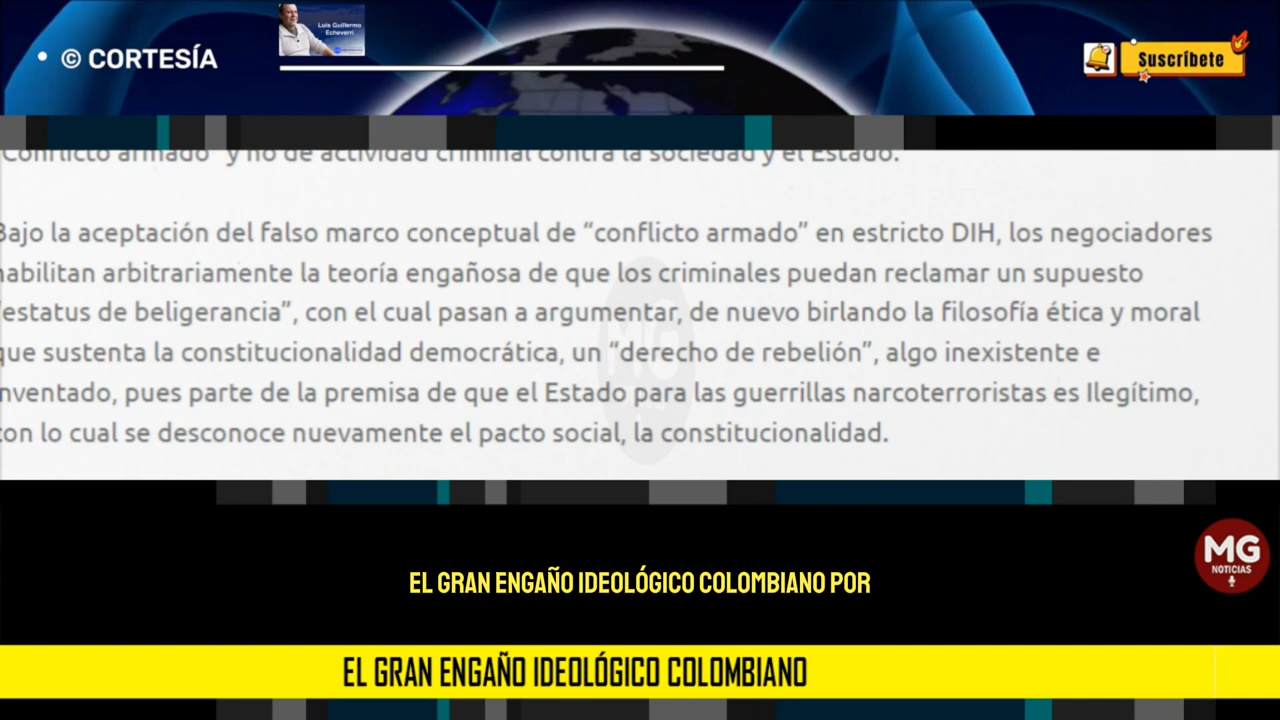 • © CORTESÍA
Luis Guillermo
Echeverri
Suscríbete
Conflicto armado” y no de actividad criminal contra la sociedad y el Estado.
Bajo la aceptación del falso marco conceptual de “conflicto armado” en estricto DIH, los negociadores
habilitan arbitrariamente la teoría engañosa de que los criminales puedan reclamar un supuesto
“estatus de beligerancia”, con el cual pasan a argumentar, de nuevo birlando la filosofía ética y moral
que sustenta la constitucionalidad democrática, un “derecho de rebelión”, algo inexistente e
inventado, pues parte de la premisa de que el Estado para las guerrillas narcoterroristas es Ilegítimo,
con lo cual se desconoce nuevamente el pacto social, la constitucionalidad.
MG
NOTICIAS
EL GRAN ENGAÑO IDEOLÓGICO COLOMBIANO POR
EL GRAN ENGAÑO IDEOLÓGICO COLOMBIANO